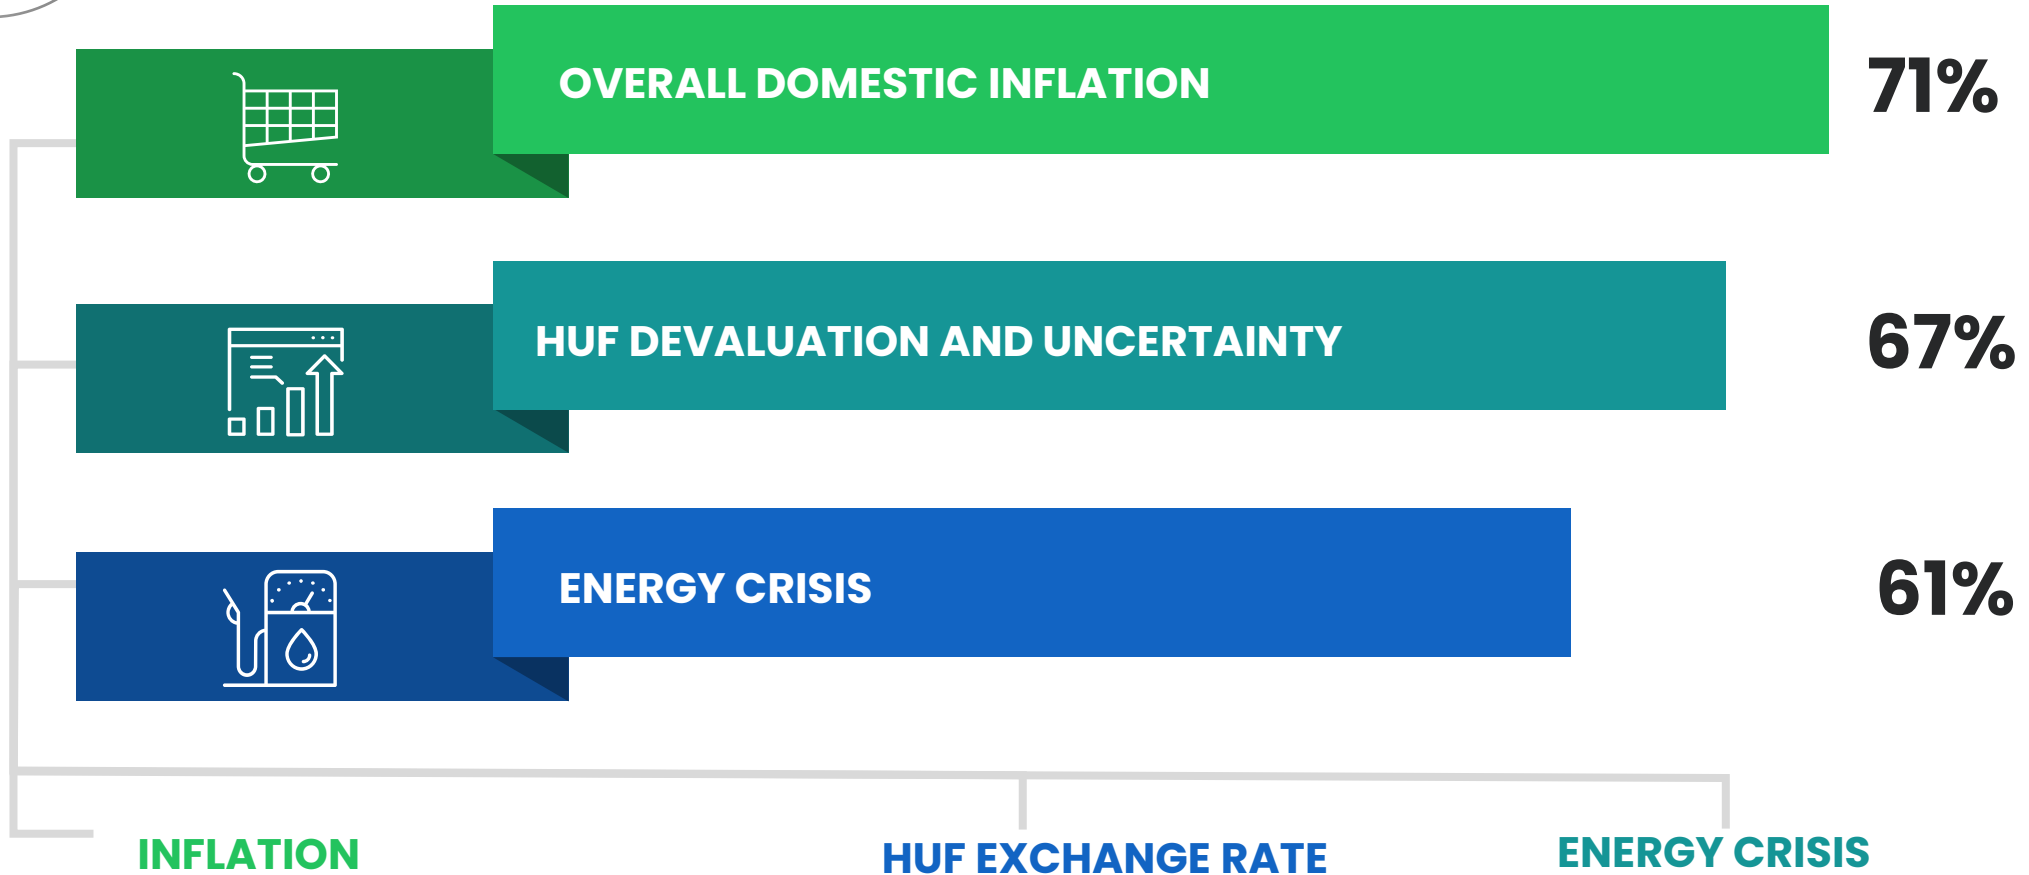 OVERALL DOMESTIC INFLATION
71%
HUF DEVALUATION AND UNCERTAINTY
67%
ENERGY CRISIS
61%
INFLATION
HUF EXCHANGE RATE
ENERGY CRISIS